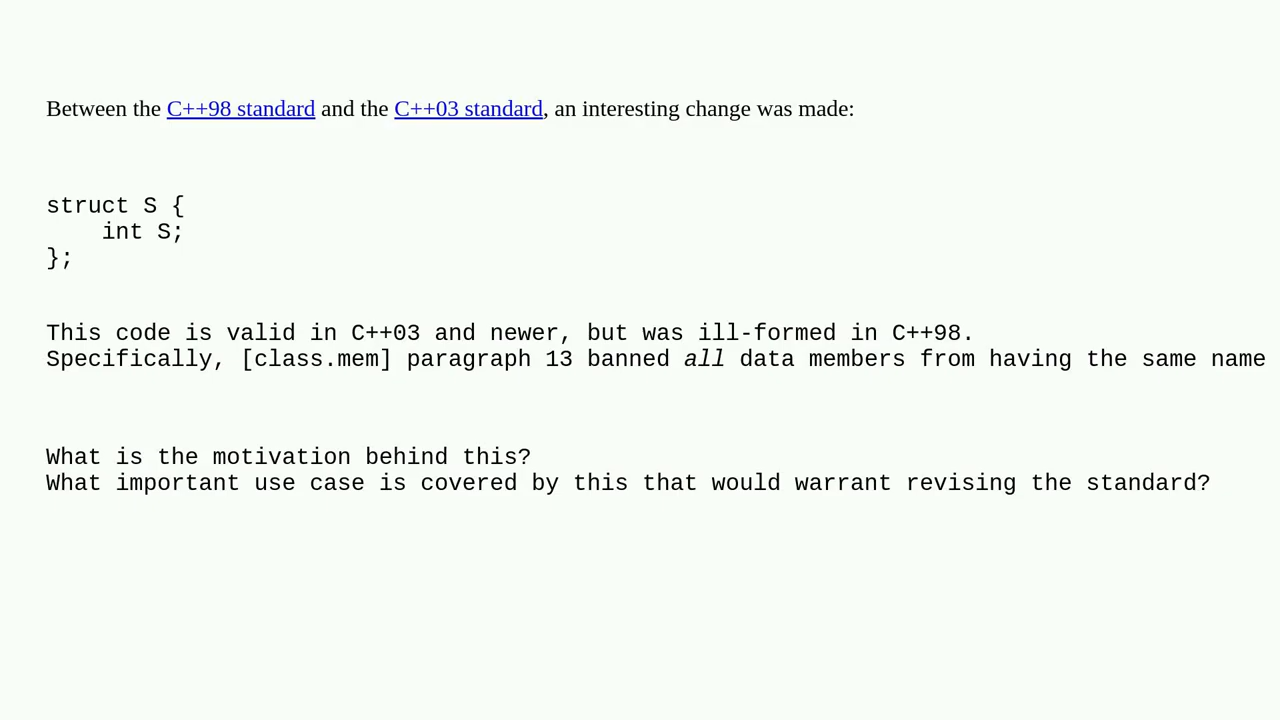 Between the C++98 standard and the C++03 standard, an interesting change was made:
struct S {
    int S;
};
This code is valid in C++03 and newer, but was ill-formed in C++98.
Specifically, [class.mem] paragraph 13 banned all data members from having the same name
What is the motivation behind this?
What important use case is covered by this that would warrant revising the standard?